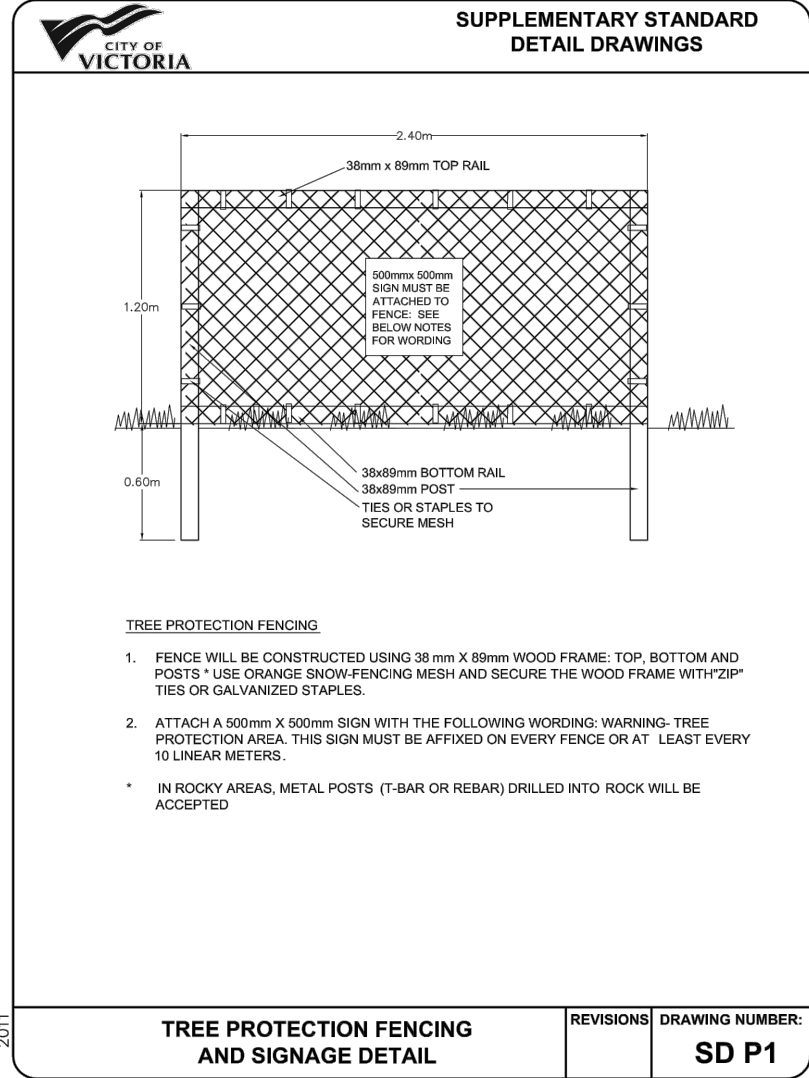 CITY OF
VICTORIA
SUPPLEMENTARY STANDARD
DETAIL DRAWINGS
2.40m
38mm x 89mm TOP RAIL
500mmx 500mm
SIGN MUST BE
ATTACHED TO
FENCE: SEE
BELOW NOTES
FOR WORDING
1.20m
0.60m
38x89mm BOTTOM RAIL
38x89mm POST
TIES OR STAPLES TO
SECURE MESH
TREE PROTECTION FENCING
1. FENCE WILL BE CONSTRUCTED USING 38 mm X 89mm WOOD FRAME: TOP, BOTTOM AND
POSTS * USE ORANGE SNOW-FENCING MESH AND SECURE THE WOOD FRAME WITH"ZIP"
TIES OR GALVANIZED STAPLES.
2. ATTACH A 500mm X 500mm SIGN WITH THE FOLLOWING WORDING: WARNING- TREE
PROTECTION AREA. THIS SIGN MUST BE AFFIXED ON EVERY FENCE OR AT LEAST EVERY
10 LINEAR METERS.
* IN ROCKY AREAS, METAL POSTS (T-BAR OR REBAR) DRILLED INTO ROCK WILL BE
ACCEPTED
2011
TREE PROTECTION FENCING
AND SIGNAGE DETAIL
REVISIONS
DRAWING NUMBER:
SD P1